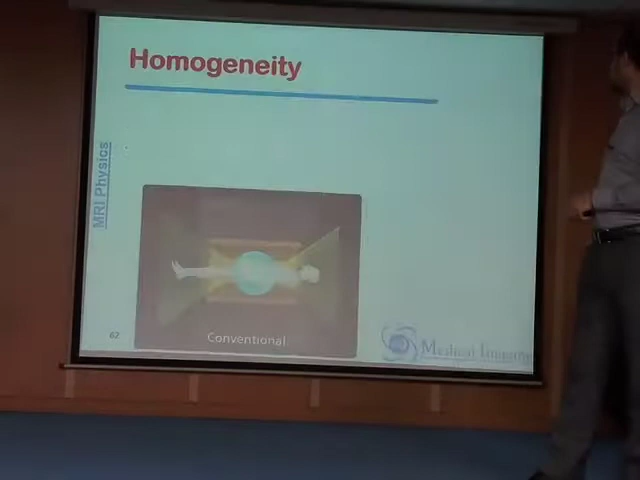 Homogeneity
MRI Physics
Conventional
62
Medical Imaging